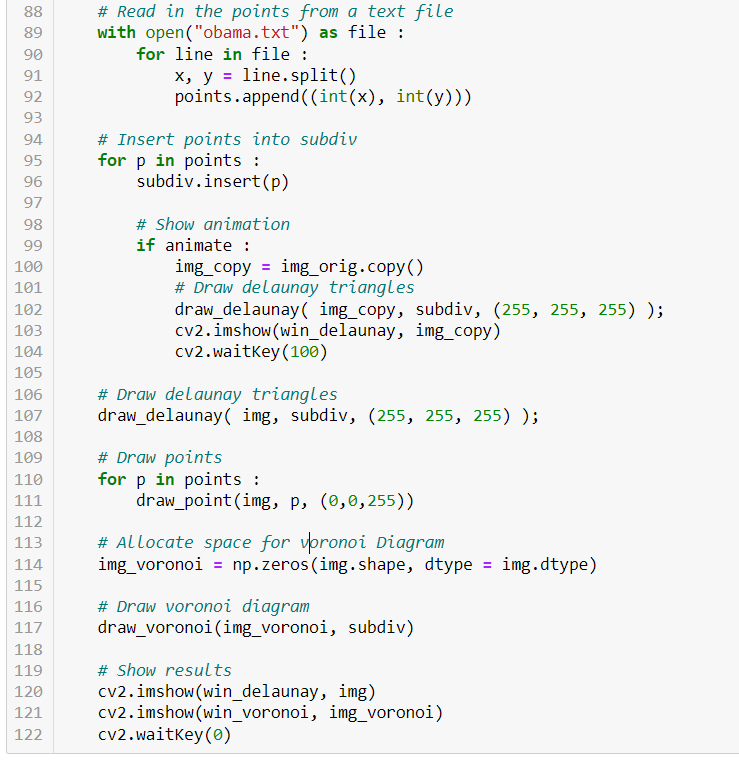 88 # Read in the points from a text file
89 with open("obama.txt") as file :
90     for line in file :
91         x, y = line.split()
92         points.append((int(x), int(y)))
93
94 # Insert points into subdiv
95 for p in points :
96     subdiv.insert(p)
97
98     # Show animation
99     if animate :
100         img_copy = img_orig.copy()
101         # Draw delaunay triangles
102         draw_delaunay( img_copy, subdiv, (255, 255, 255) );
103         cv2.imshow(win_delaunay, img_copy)
104         cv2.waitKey(100)
105
106 # Draw delaunay triangles
107 draw_delaunay( img, subdiv, (255, 255, 255) );
108
109 # Draw points
110 for p in points :
111     draw_point(img, p, (0,0,255))
112
113 # Allocate space for voronoi Diagram
114 img_voronoi = np.zeros(img.shape, dtype = img.dtype)
115
116 # Draw voronoi diagram
117 draw_voronoi(img_voronoi, subdiv)
118
119 # Show results
120 cv2.imshow(win_delaunay, img)
121 cv2.imshow(win_voronoi, img_voronoi)
122 cv2.waitKey(0)